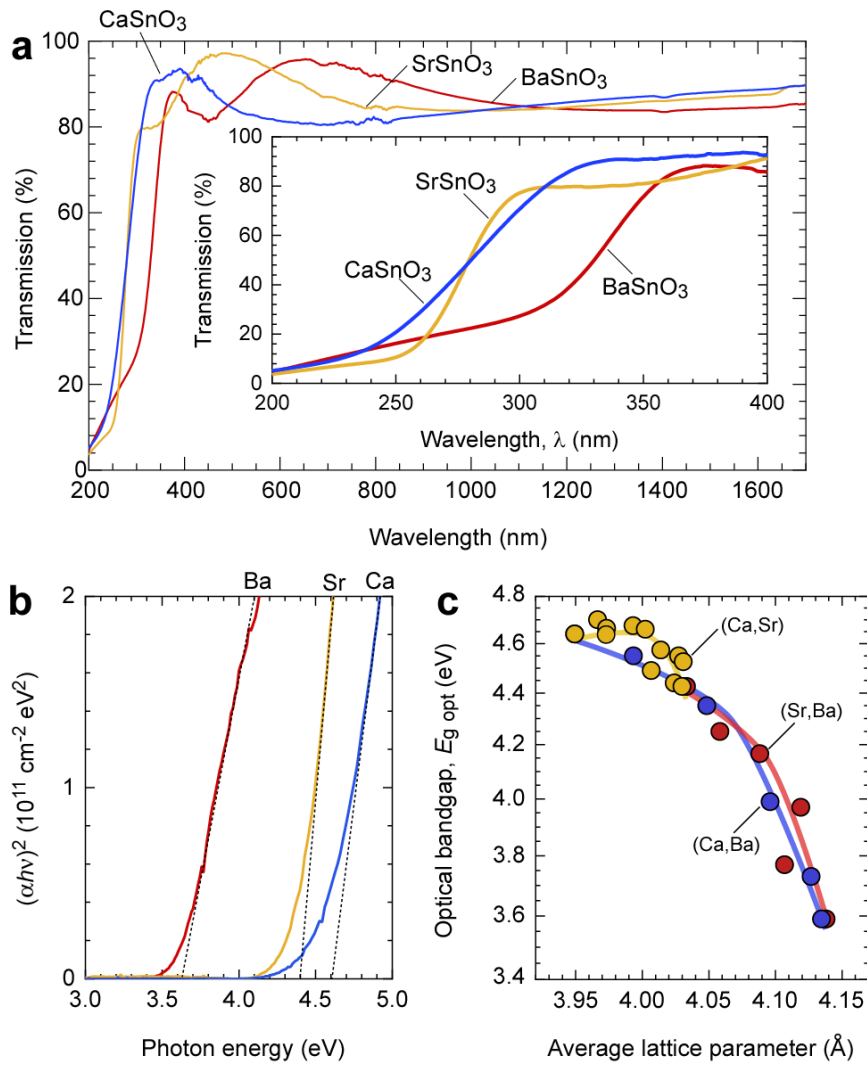 a
CaSnO3
SrSnO3
BaSnO3
Transmission (%)
100
80
60
40
20
0
200 400 600 800 1000 1200 1400 1600
Wavelength (nm)
Transmission (%)
100
80
60
40
20
0
SrSnO3
CaSnO3
BaSnO3
200 250 300 350 400
Wavelength, λ (nm)
b
Ba Sr Ca
(αhν)2 (1011 cm-2 eV2)
2
1
0
3.0 3.5 4.0 4.5 5.0
Photon energy (eV)
c
Optical bandgap, Eg opt (eV)
4.8
4.6
4.4
4.2
4.0
3.8
3.6
3.4
(Ca,Sr)
(Sr,Ba)
(Ca,Ba)
3.95 4.00 4.05 4.10 4.15
Average lattice parameter (Å)